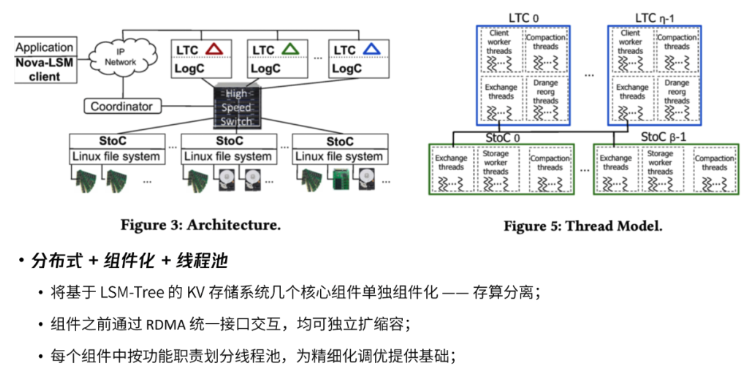 Application
Nova-LSM
client
IP
Network
LTC
LogC
LTC
LogC
...
LTC
LogC
Coordinator
High
Speed
Switch
StoC
Linux file system
...
StoC
Linux file system
...
StoC
Linux file system
...
Figure 3: Architecture.
LTC 0
Client
worker
threads
Compaction
threads
Exchange
threads
Drange
reorg
threads
...
LTC η-1
Client
worker
threads
Compaction
threads
Exchange
threads
Drange
reorg
threads
StoC 0
Exchange
threads
Storage
worker
threads
Compaction
threads
...
StoC β-1
Exchange
threads
Storage
worker
threads
Compaction
threads
Figure 5: Thread Model.
• 分布式 + 组件化 + 线程池
• 将基于 LSM-Tree 的 KV 存储系统几个核心组件单独组件化 —— 存算分离；
• 组件之前通过 RDMA 统一接口交互，均可独立扩缩容；
• 每个组件中按功能职责划分线程池，为精细化调优提供基础；